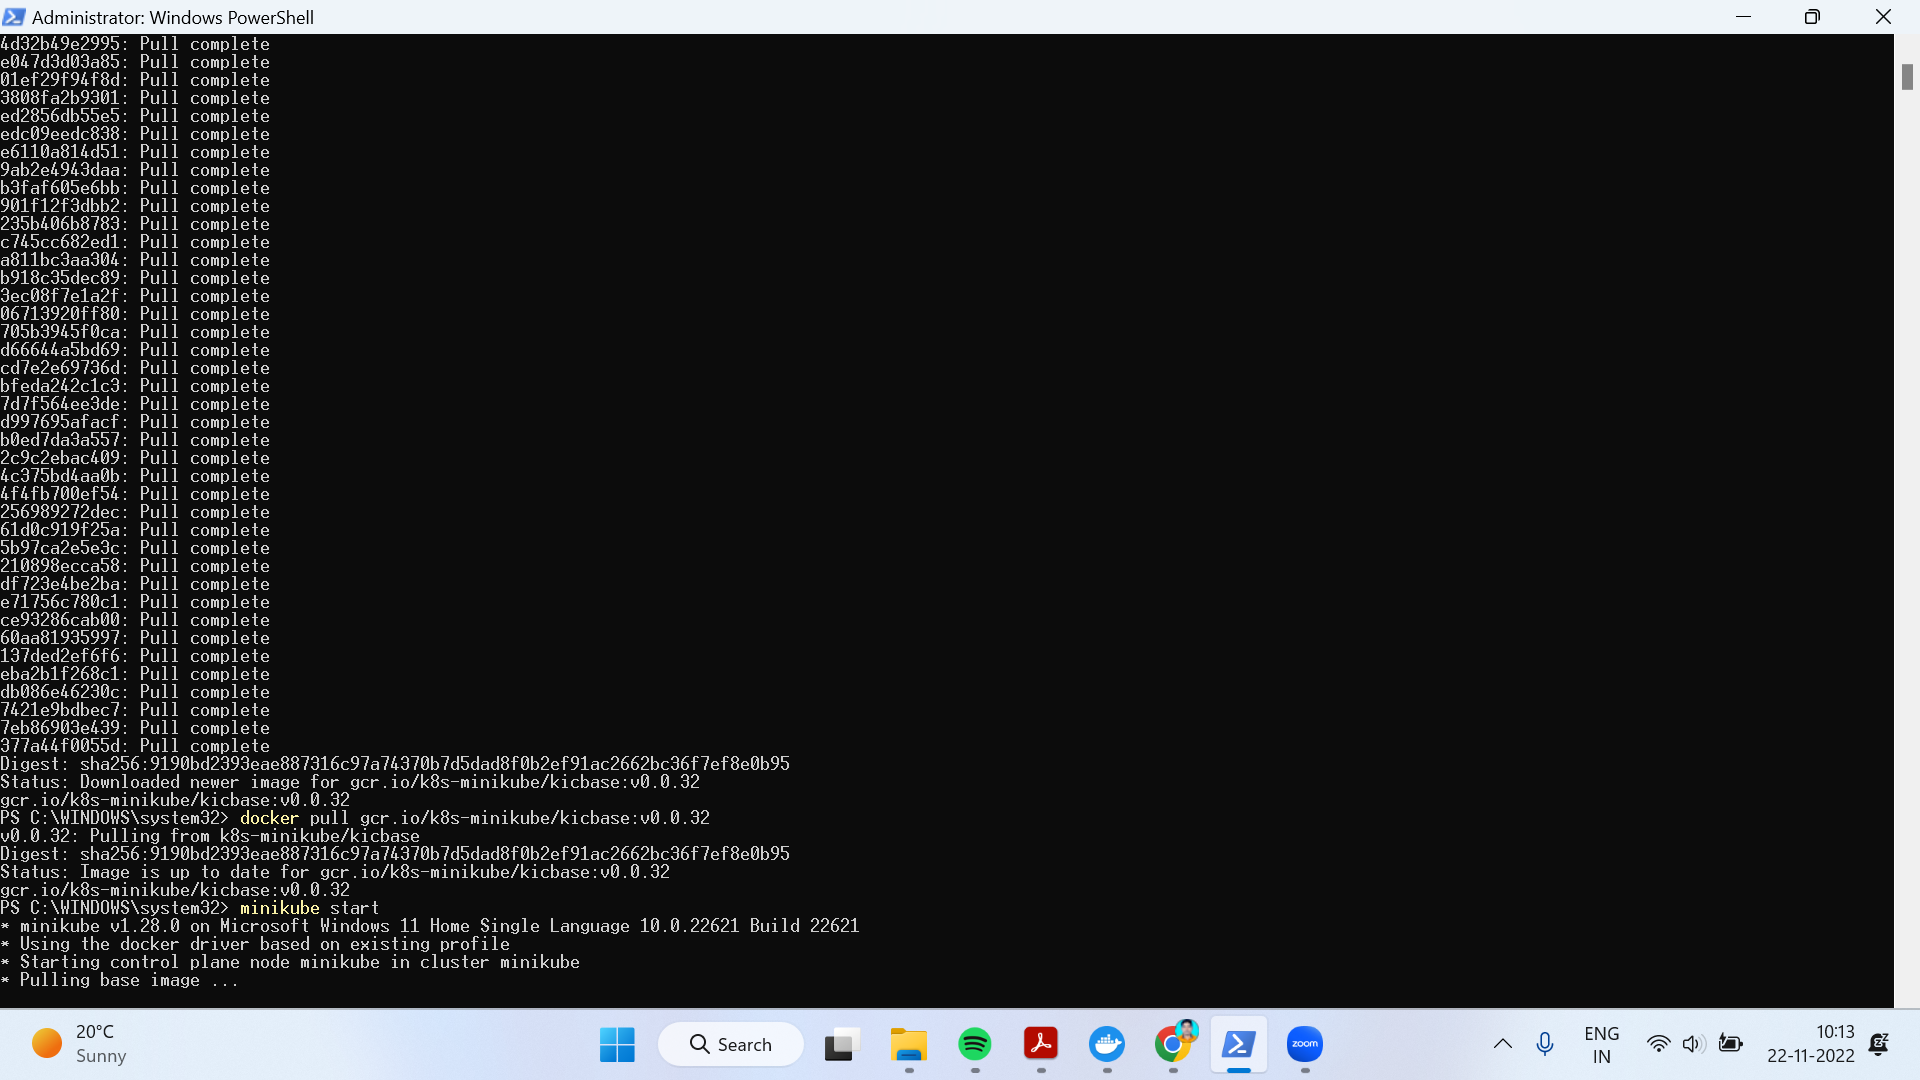 Administrator: Windows PowerShell
4d32b49e2995: Pull complete
e047d3d03a85: Pull complete
01ef29f94f8d: Pull complete
3808fa2b9301: Pull complete
ed2856db55e5: Pull complete
edc09eedc838: Pull complete
e6110a814d51: Pull complete
9ab2e4943daa: Pull complete
b3faf605e6bb: Pull complete
901f12f3dbb2: Pull complete
235b406b8783: Pull complete
c745cc682ed1: Pull complete
a811bc3aa304: Pull complete
b918c35dec89: Pull complete
3ec08f7e1a2f: Pull complete
06713920ff80: Pull complete
705b3945f0ca: Pull complete
d66644a5bd69: Pull complete
cd7e2e69736d: Pull complete
bfeda242c1c3: Pull complete
7d7f564ee3de: Pull complete
d997695afacf: Pull complete
b0ed7da3a557: Pull complete
2c9c2ebac409: Pull complete
4c375bd4aa0b: Pull complete
4f4fb700ef54: Pull complete
256989272dec: Pull complete
61d0c919f25a: Pull complete
5b97ca2e5e3c: Pull complete
210898ecca58: Pull complete
df723e4be2ba: Pull complete
e71756c780c1: Pull complete
ce93286cab00: Pull complete
60aa81935997: Pull complete
137ded2ef6f6: Pull complete
eba2b1f268c1: Pull complete
db086e46230c: Pull complete
7421e9bdbec7: Pull complete
7eb86903e439: Pull complete
377a44f0055d: Pull complete
Digest: sha256:9190bd2393eae887316c97a74370b7d5dad8f0b2ef91ac2662bc36f7ef8e0b95
Status: Downloaded newer image for gcr.io/k8s-minikube/kicbase:v0.0.32
gcr.io/k8s-minikube/kicbase:v0.0.32
PS C:\WINDOWS\system32> docker pull gcr.io/k8s-minikube/kicbase:v0.0.32
v0.0.32: Pulling from k8s-minikube/kicbase
Digest: sha256:9190bd2393eae887316c97a74370b7d5dad8f0b2ef91ac2662bc36f7ef8e0b95
Status: Image is up to date for gcr.io/k8s-minikube/kicbase:v0.0.32
gcr.io/k8s-minikube/kicbase:v0.0.32
PS C:\WINDOWS\system32> minikube start
* minikube v1.28.0 on Microsoft Windows 11 Home Single Language 10.0.22621 Build 22621
* Using the docker driver based on existing profile
* Starting control plane node minikube in cluster minikube
* Pulling base image ...
20°C
Sunny
Search
zoom
ENG
IN
10:13
22-11-2022